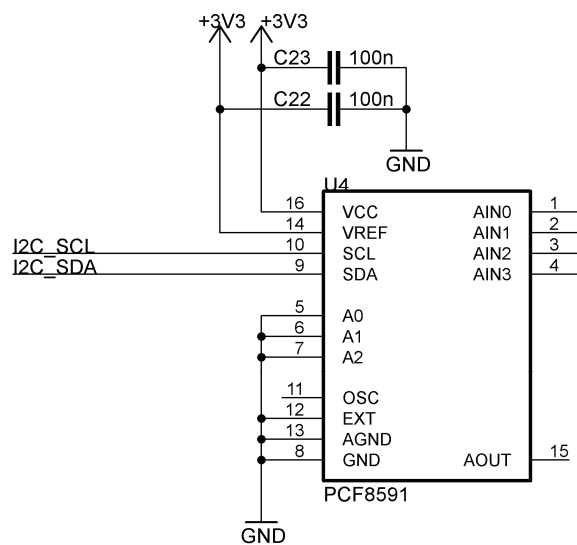 +3V3 +3V3
C23 100n
C22 100n
GND
U4
16 VCC AIN0 1
14 VREF AIN1 2
I2C_SCL 10 SCL AIN2 3
I2C_SDA 9 SDA AIN3 4
5 A0
6 A1
7 A2
11 OSC
12 EXT
13 AGND
8 GND AOUT 15
PCF8591
GND